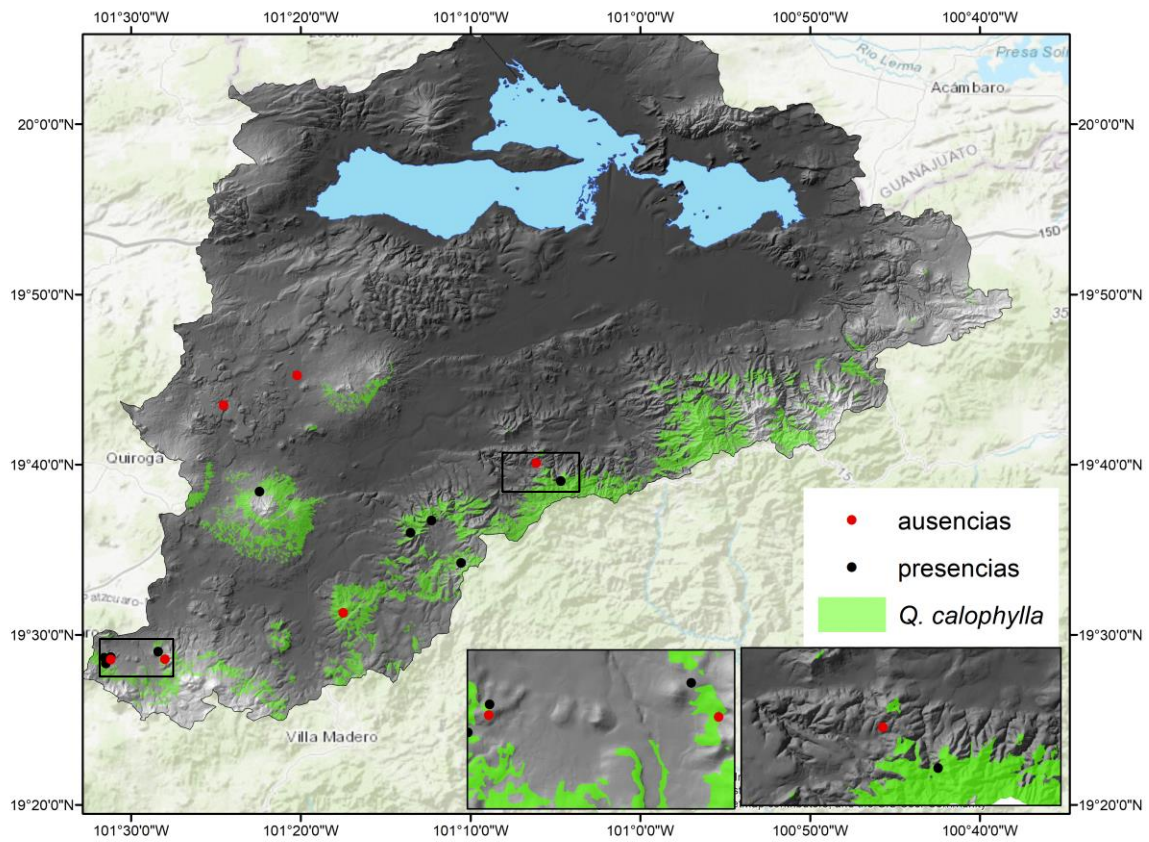 101°30'0"W 101°20'0"W 101°10'0"W 101°0'0"W 100°50'0"W 100°40'0"W
Rio Lerma
Presa Sol
Acámbaro
20°0'0"N 20°0'0"N
GUANAJUATO
15D
19°50'0"N 19°50'0"N
35
Quiroga
19°40'0"N 19°40'0"N
15
ausencias
presencias
Q. calophylla
19°30'0"N 19°30'0"N
Villa Madero
19°20'0"N 19°20'0"N
101°30'0"W 101°20'0"W 101°10'0"W 101°0'0"W 100°50'0"W 100°40'0"W